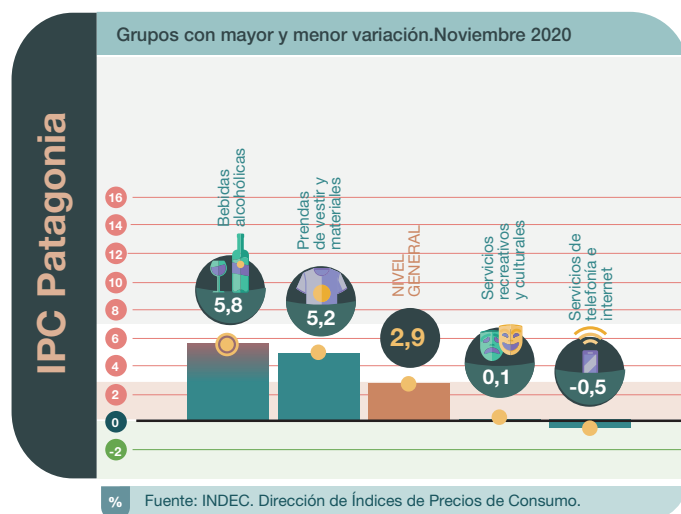 Grupos con mayor y menor variación.Noviembre 2020
IPC Patagonia
16
14
12
10
8
6
4
2
0
-2
Bebidas
alcohólicas
5,8
Prendas
de vestir y
materiales
5,2
NIVEL
GENERAL
2,9
Servicios
recreativos
y culturales
0,1
Servicios de
telefonía e
internet
-0,5
%
Fuente: INDEC. Dirección de Índices de Precios de Consumo.